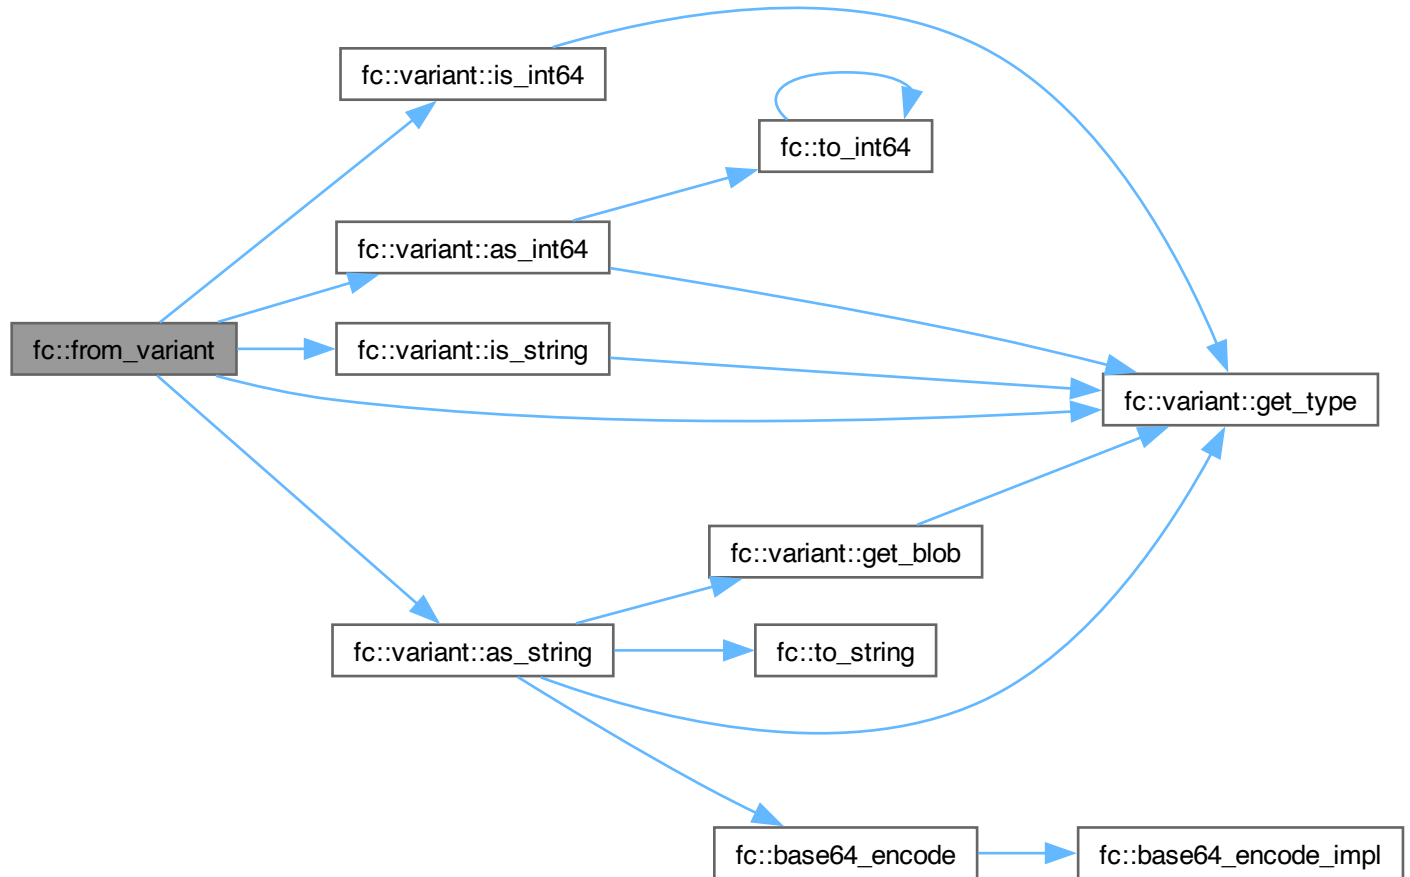 fc::variant::is_int64
fc::to_int64
fc::variant::as_int64
fc::from_variant
fc::variant::is_string
fc::variant::get_type
fc::variant::get_blob
fc::variant::as_string
fc::to_string
fc::base64_encode
fc::base64_encode_impl